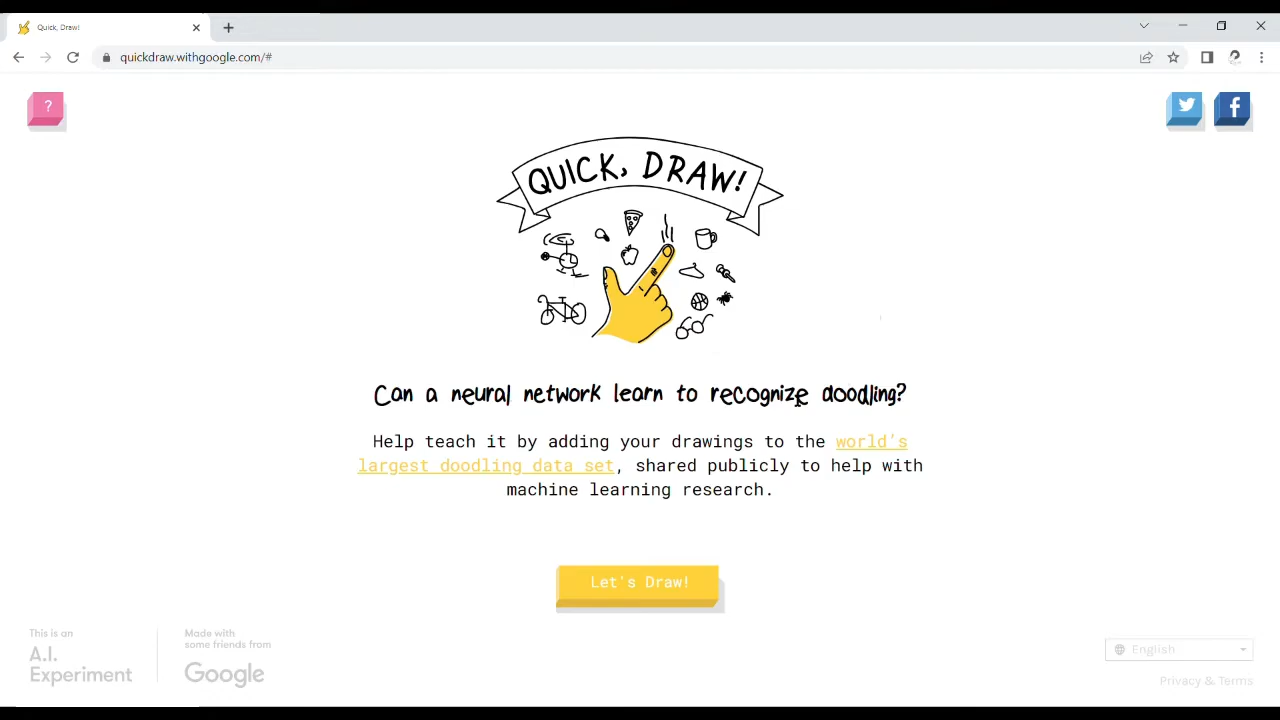 Quick, Draw!
quickdraw.withgoogle.com/#
?
QUICK, DRAW!
Can a neural network learn to recognize doodling?
Help teach it by adding your drawings to the world's
largest doodling data set, shared publicly to help with
machine learning research.
Let's Draw!
This is an
A.I.
Experiment
Made with
some friends from
Google
English
Privacy & Terms